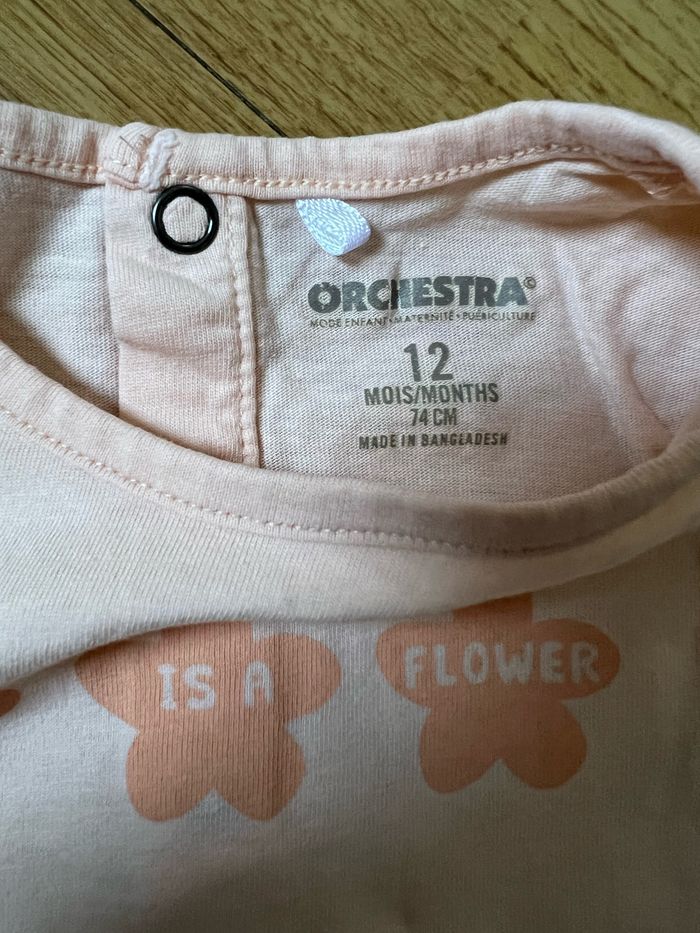 ORCHESTRA©
MODE ENFANT•MATERNITÉ•PUÉRICULTURE
12
MOIS/MONTHS
74 CM
MADE IN BANGLADESH
IS A
FLOWER